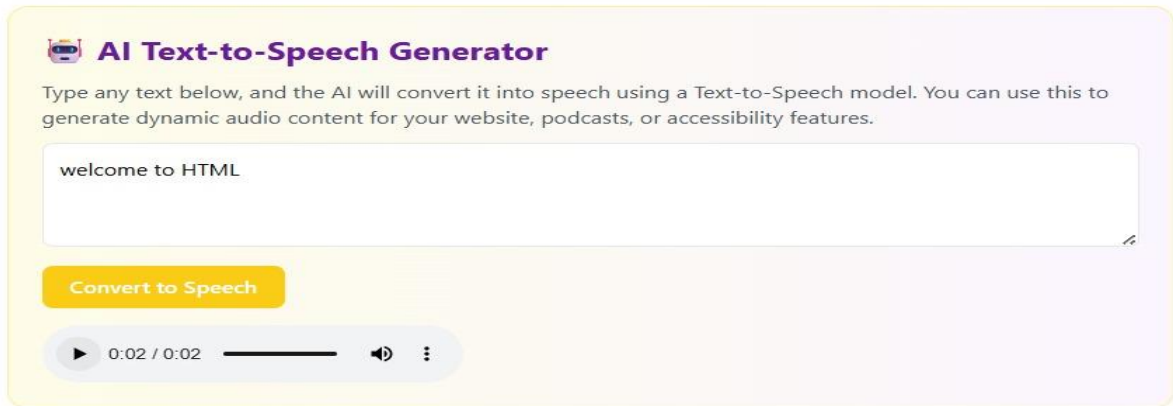 AI Text-to-Speech Generator
Type any text below, and the AI will convert it into speech using a Text-to-Speech model. You can use this to
generate dynamic audio content for your website, podcasts, or accessibility features.
welcome to HTML
Convert to Speech
0:02 / 0:02